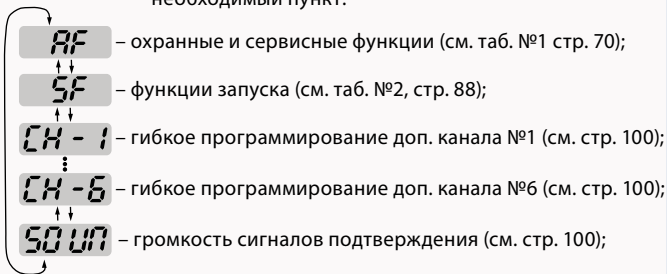 необходимый пункт:
AF – охранные и сервисные функции (см. таб. №1 стр. 70);
SF – функции запуска (см. таб. №2, стр. 88);
CH - 1 – гибкое программирование доп. канала №1 (см. стр. 100);
CH - 6 – гибкое программирование доп. канала №6 (см. стр. 100);
SOUN – громкость сигналов подтверждения (см. стр. 100);